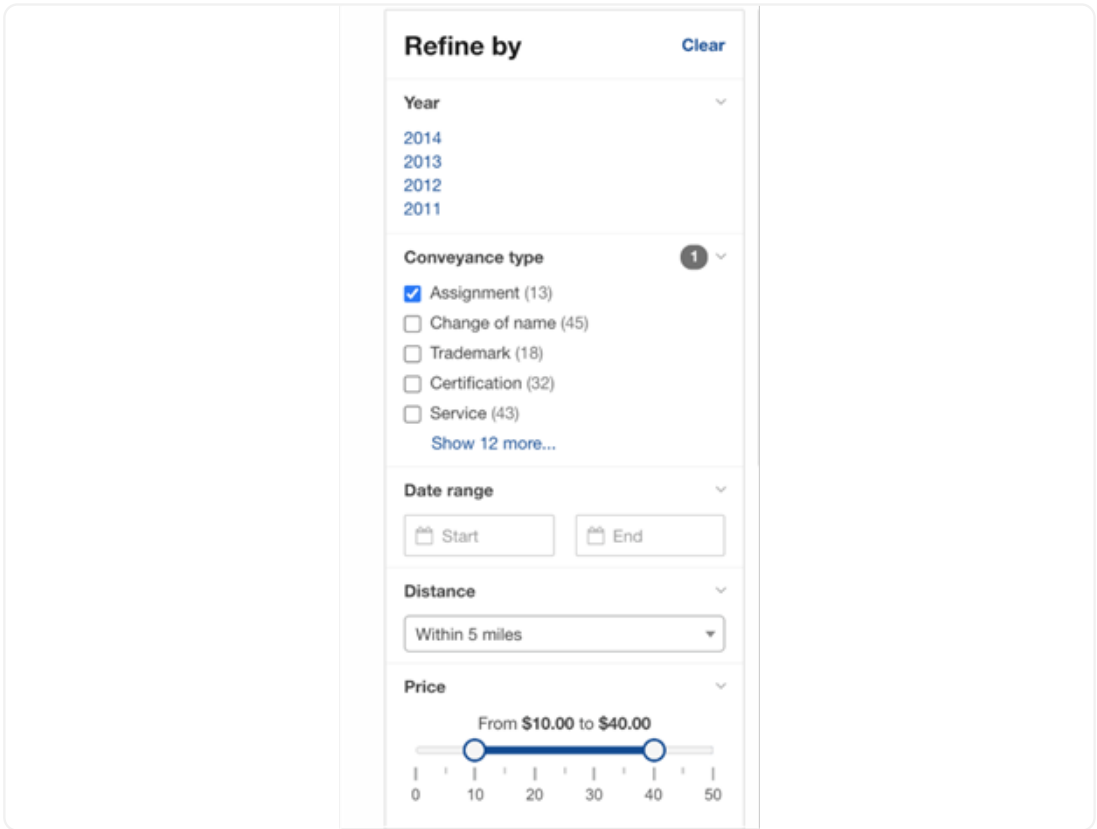 Refine by Clear
Year
2014
2013
2012
2011
Conveyance type 1
Assignment (13)
Change of name (45)
Trademark (18)
Certification (32)
Service (43)
Show 12 more...
Date range
Start End
Distance
Within 5 miles
Price
From $10.00 to $40.00
0 10 20 30 40 50